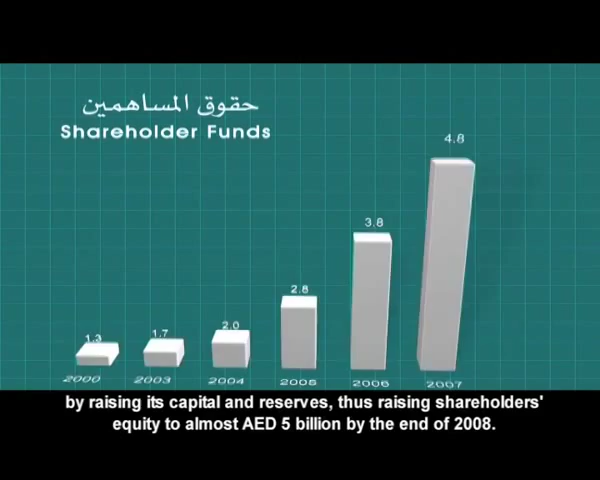 حقوق المساهمين
Shareholder Funds
4.8
3.8
2.8
2.0
1.7
1.3
2000 2003 2004 2005 2006 2007
by raising its capital and reserves, thus raising shareholders'
equity to almost AED 5 billion by the end of 2008.